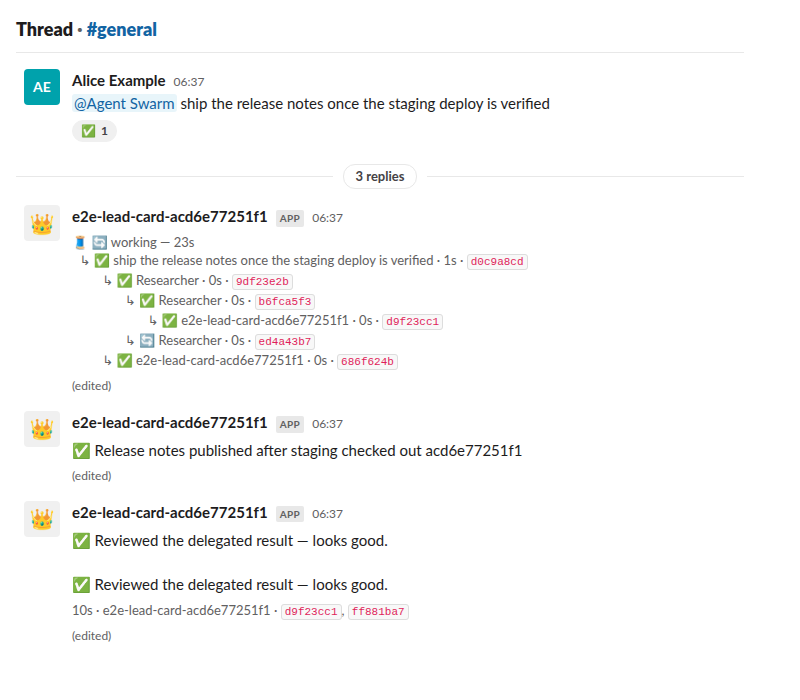 Thread • #general
AE
Alice Example 06:37
@Agent Swarm ship the release notes once the staging deploy is verified
✅ 1
3 replies
e2e-lead-card-acd6e77251f1 APP 06:37
🧵 🔄 working — 23s
↳ ✅ ship the release notes once the staging deploy is verified · 1s · d0c9a8cd
↳ ✅ Researcher · 0s · 9df23e2b
↳ ✅ Researcher · 0s · b6fca5f3
↳ ✅ e2e-lead-card-acd6e77251f1 · 0s · d9f23cc1
↳ 🔄 Researcher · 0s · ed4a43b7
↳ ✅ e2e-lead-card-acd6e77251f1 · 0s · 686f624b
(edited)
e2e-lead-card-acd6e77251f1 APP 06:37
✅ Release notes published after staging checked out acd6e77251f1
(edited)
e2e-lead-card-acd6e77251f1 APP 06:37
✅ Reviewed the delegated result — looks good.
✅ Reviewed the delegated result — looks good.
10s · e2e-lead-card-acd6e77251f1 · d9f23cc1, ff881ba7
(edited)